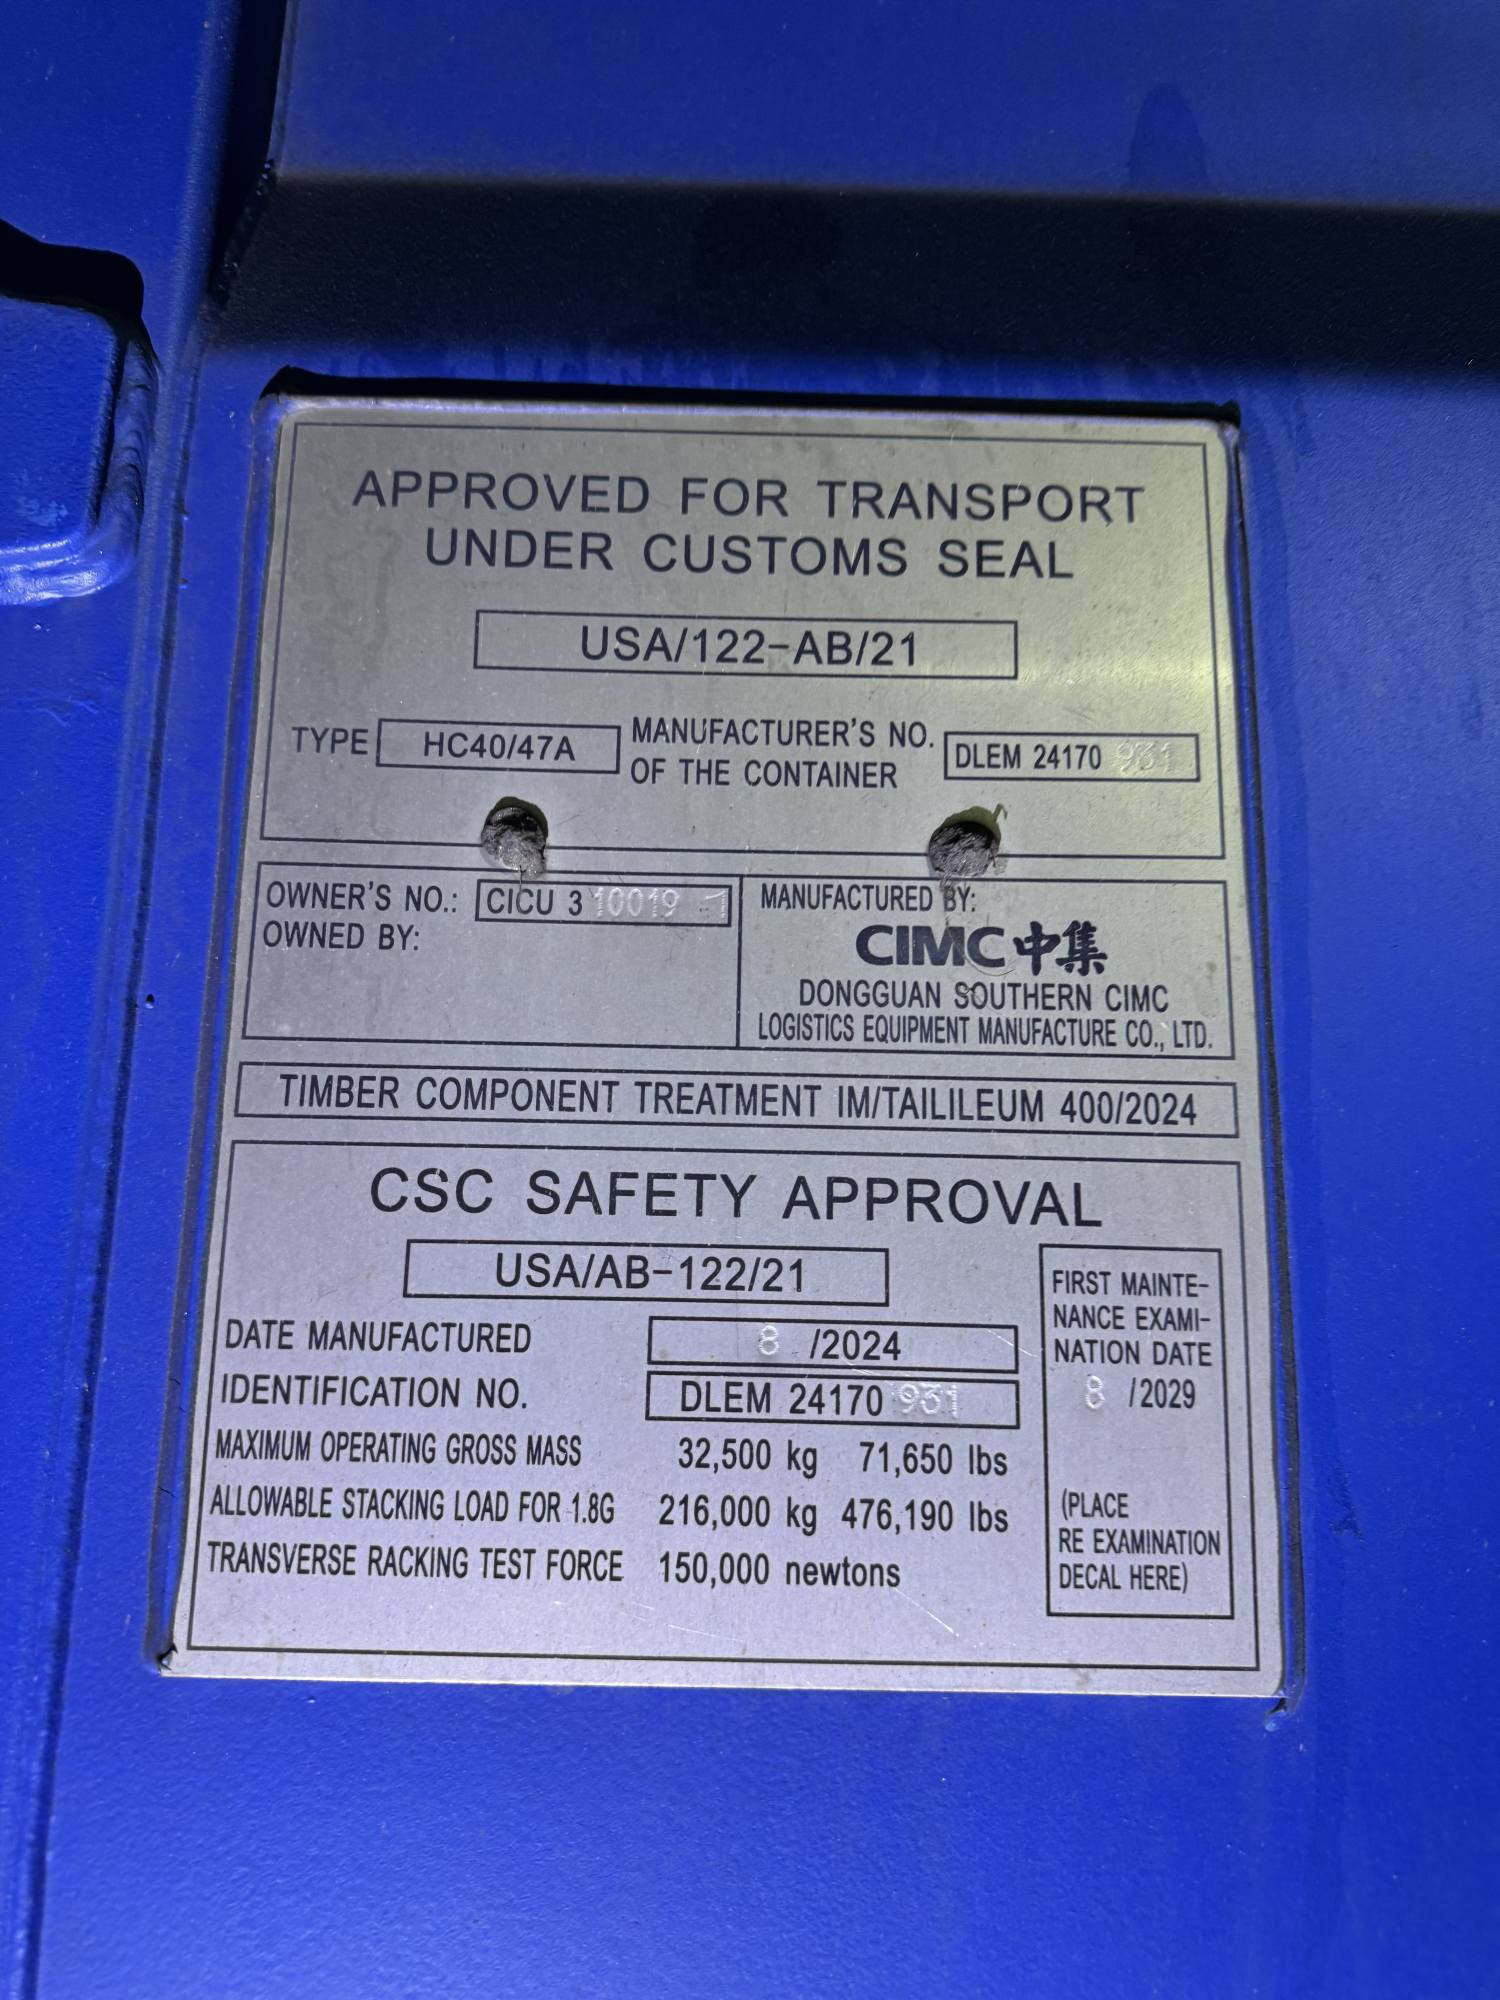 APPROVED FOR TRANSPORT
UNDER CUSTOMS SEAL
USA/122-AB/21
TYPE HC40/47A MANUFACTURER'S NO. OF THE CONTAINER DLEM 24170 931
OWNER'S NO.: CICU 3 10019 7
OWNED BY:
MANUFACTURED BY:
CIMC 中集
DONGGUAN SOUTHERN CIMC
LOGISTICS EQUIPMENT MANUFACTURE CO., LTD.
TIMBER COMPONENT TREATMENT IM/TAILILEUM 400/2024
CSC SAFETY APPROVAL
USA/AB-122/21
DATE MANUFACTURED 8 /2024
IDENTIFICATION NO. DLEM 24170 931
MAXIMUM OPERATING GROSS MASS 32,500 kg 71,650 lbs
ALLOWABLE STACKING LOAD FOR 1.8G 216,000 kg 476,190 lbs
TRANSVERSE RACKING TEST FORCE 150,000 newtons
FIRST MAINTE-
NANCE EXAMI-
NATION DATE
8 /2029
(PLACE
RE EXAMINATION
DECAL HERE)